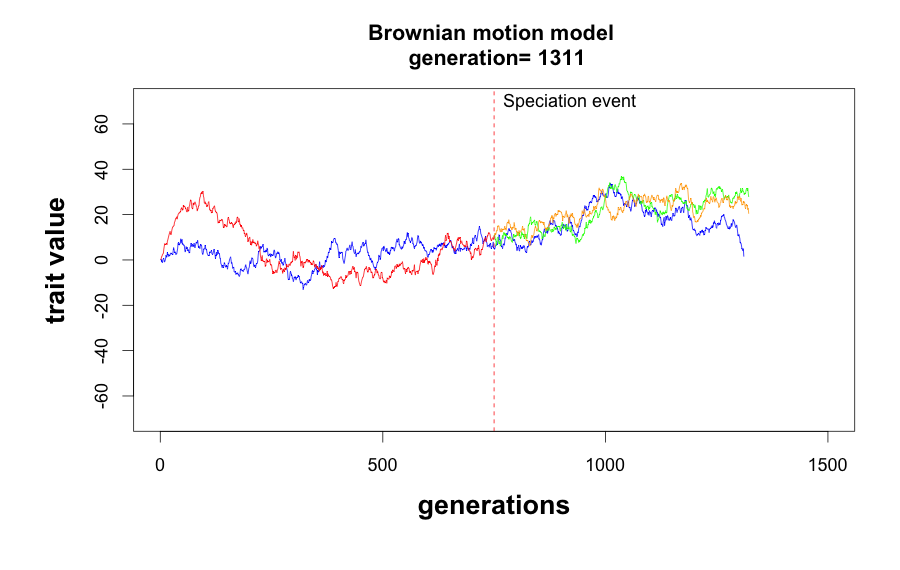 Brownian motion model
generation= 1311
Speciation event
60
40
20
0
-20
-40
-60
trait value
0 500 1000 1500
generations